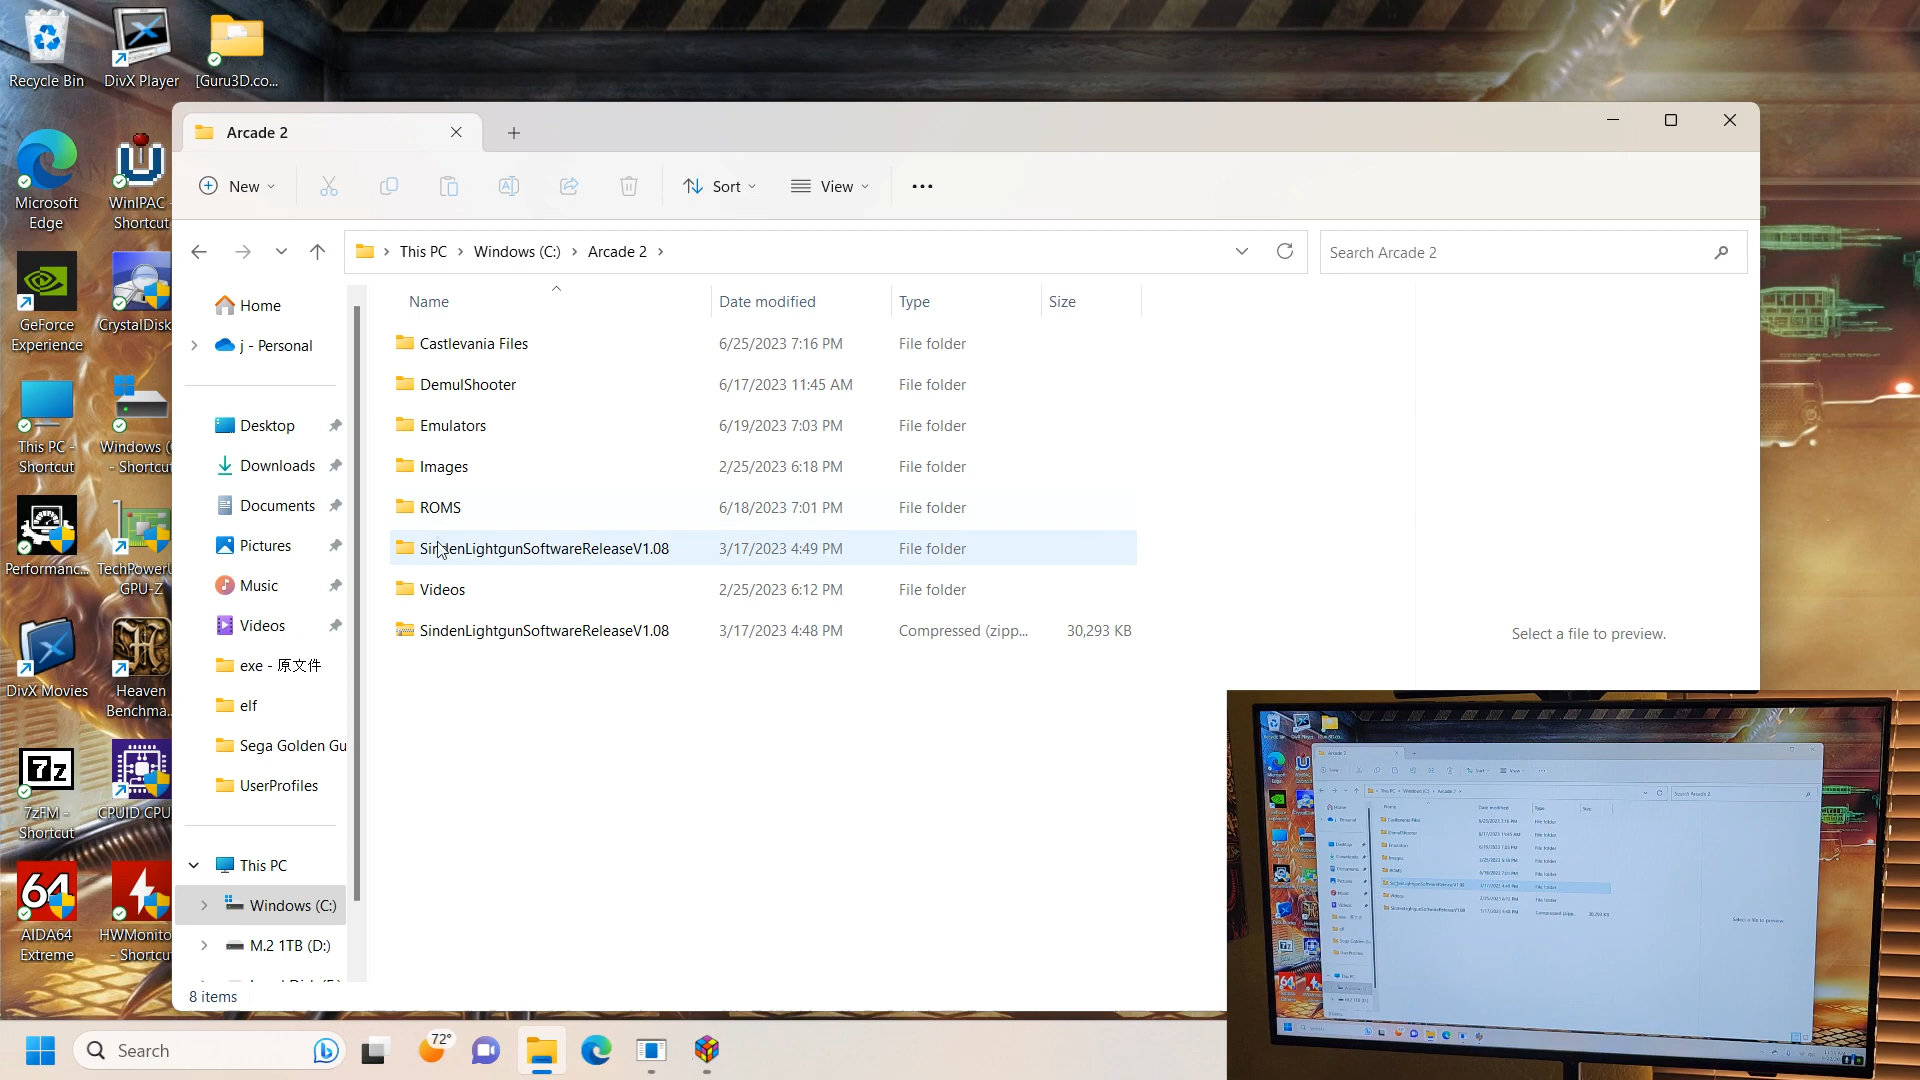 Recycle Bin
DivX Player
[Guru3D.co...
Microsoft
Edge
WinIPAC -
Shortcut
GeForce
Experience
CrystalDisk
This PC -
Shortcut
Windows (
- Shortcu
Performanc...
TechPowerU
GPU-Z
DivX Movies
Heaven
Benchma...
7zFM -
Shortcut
CPUID CPU
AIDA64
Extreme
HWMonito
- Shortcu
Arcade 2
New
Sort
View
This PC
Windows (C:)
Arcade 2
Search Arcade 2
Home
j - Personal
Desktop
Downloads
Documents
Pictures
Music
Videos
exe - 原文件
elf
Sega Golden Gu
UserProfiles
This PC
Windows (C:)
M.2 1TB (D:)
Name Date modified Type Size
Castlevania Files 6/25/2023 7:16 PM File folder
DemulShooter 6/17/2023 11:45 AM File folder
Emulators 6/19/2023 7:03 PM File folder
Images 2/25/2023 6:18 PM File folder
ROMS 6/18/2023 7:01 PM File folder
SindenLightgunSoftwareReleaseV1.08 3/17/2023 4:49 PM File folder
Videos 2/25/2023 6:12 PM File folder
SindenLightgunSoftwareReleaseV1.08 3/17/2023 4:48 PM Compressed (zipp... 30,293 KB
Select a file to preview.
8 items
Search
72°